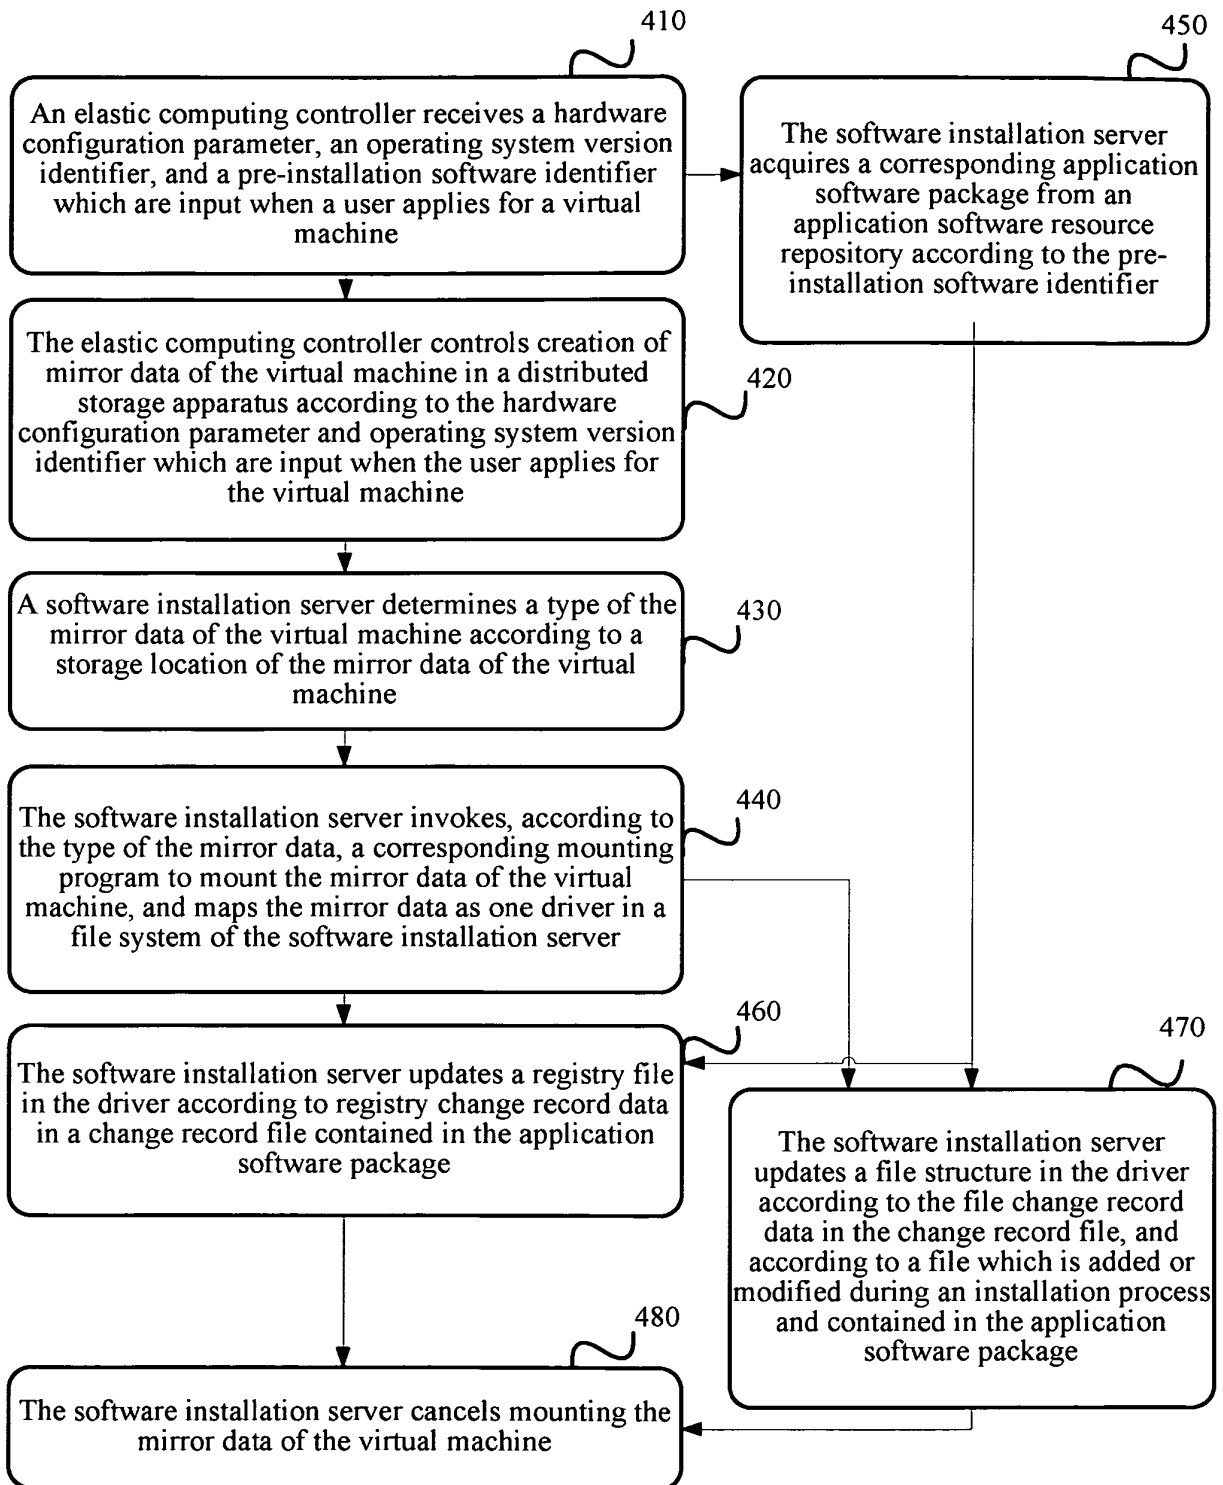 410
An elastic computing controller receives a hardware
configuration parameter, an operating system version
identifier, and a pre-installation software identifier
which are input when a user applies for a virtual
machine
450
The software installation server
acquires a corresponding application
software package from an
application software resource
repository according to the pre-
installation software identifier
420
The elastic computing controller controls creation of
mirror data of the virtual machine in a distributed
storage apparatus according to the hardware
configuration parameter and operating system version
identifier which are input when the user applies for
the virtual machine
430
A software installation server determines a type of the
mirror data of the virtual machine according to a
storage location of the mirror data of the virtual
machine
440
The software installation server invokes, according to
the type of the mirror data, a corresponding mounting
program to mount the mirror data of the virtual
machine, and maps the mirror data as one driver in a
file system of the software installation server
460
The software installation server updates a registry file
in the driver according to registry change record data
in a change record file contained in the application
software package
470
The software installation server
updates a file structure in the driver
according to the file change record
data in the change record file, and
according to a file which is added or
modified during an installation process
and contained in the application
software package
480
The software installation server cancels mounting the
mirror data of the virtual machine